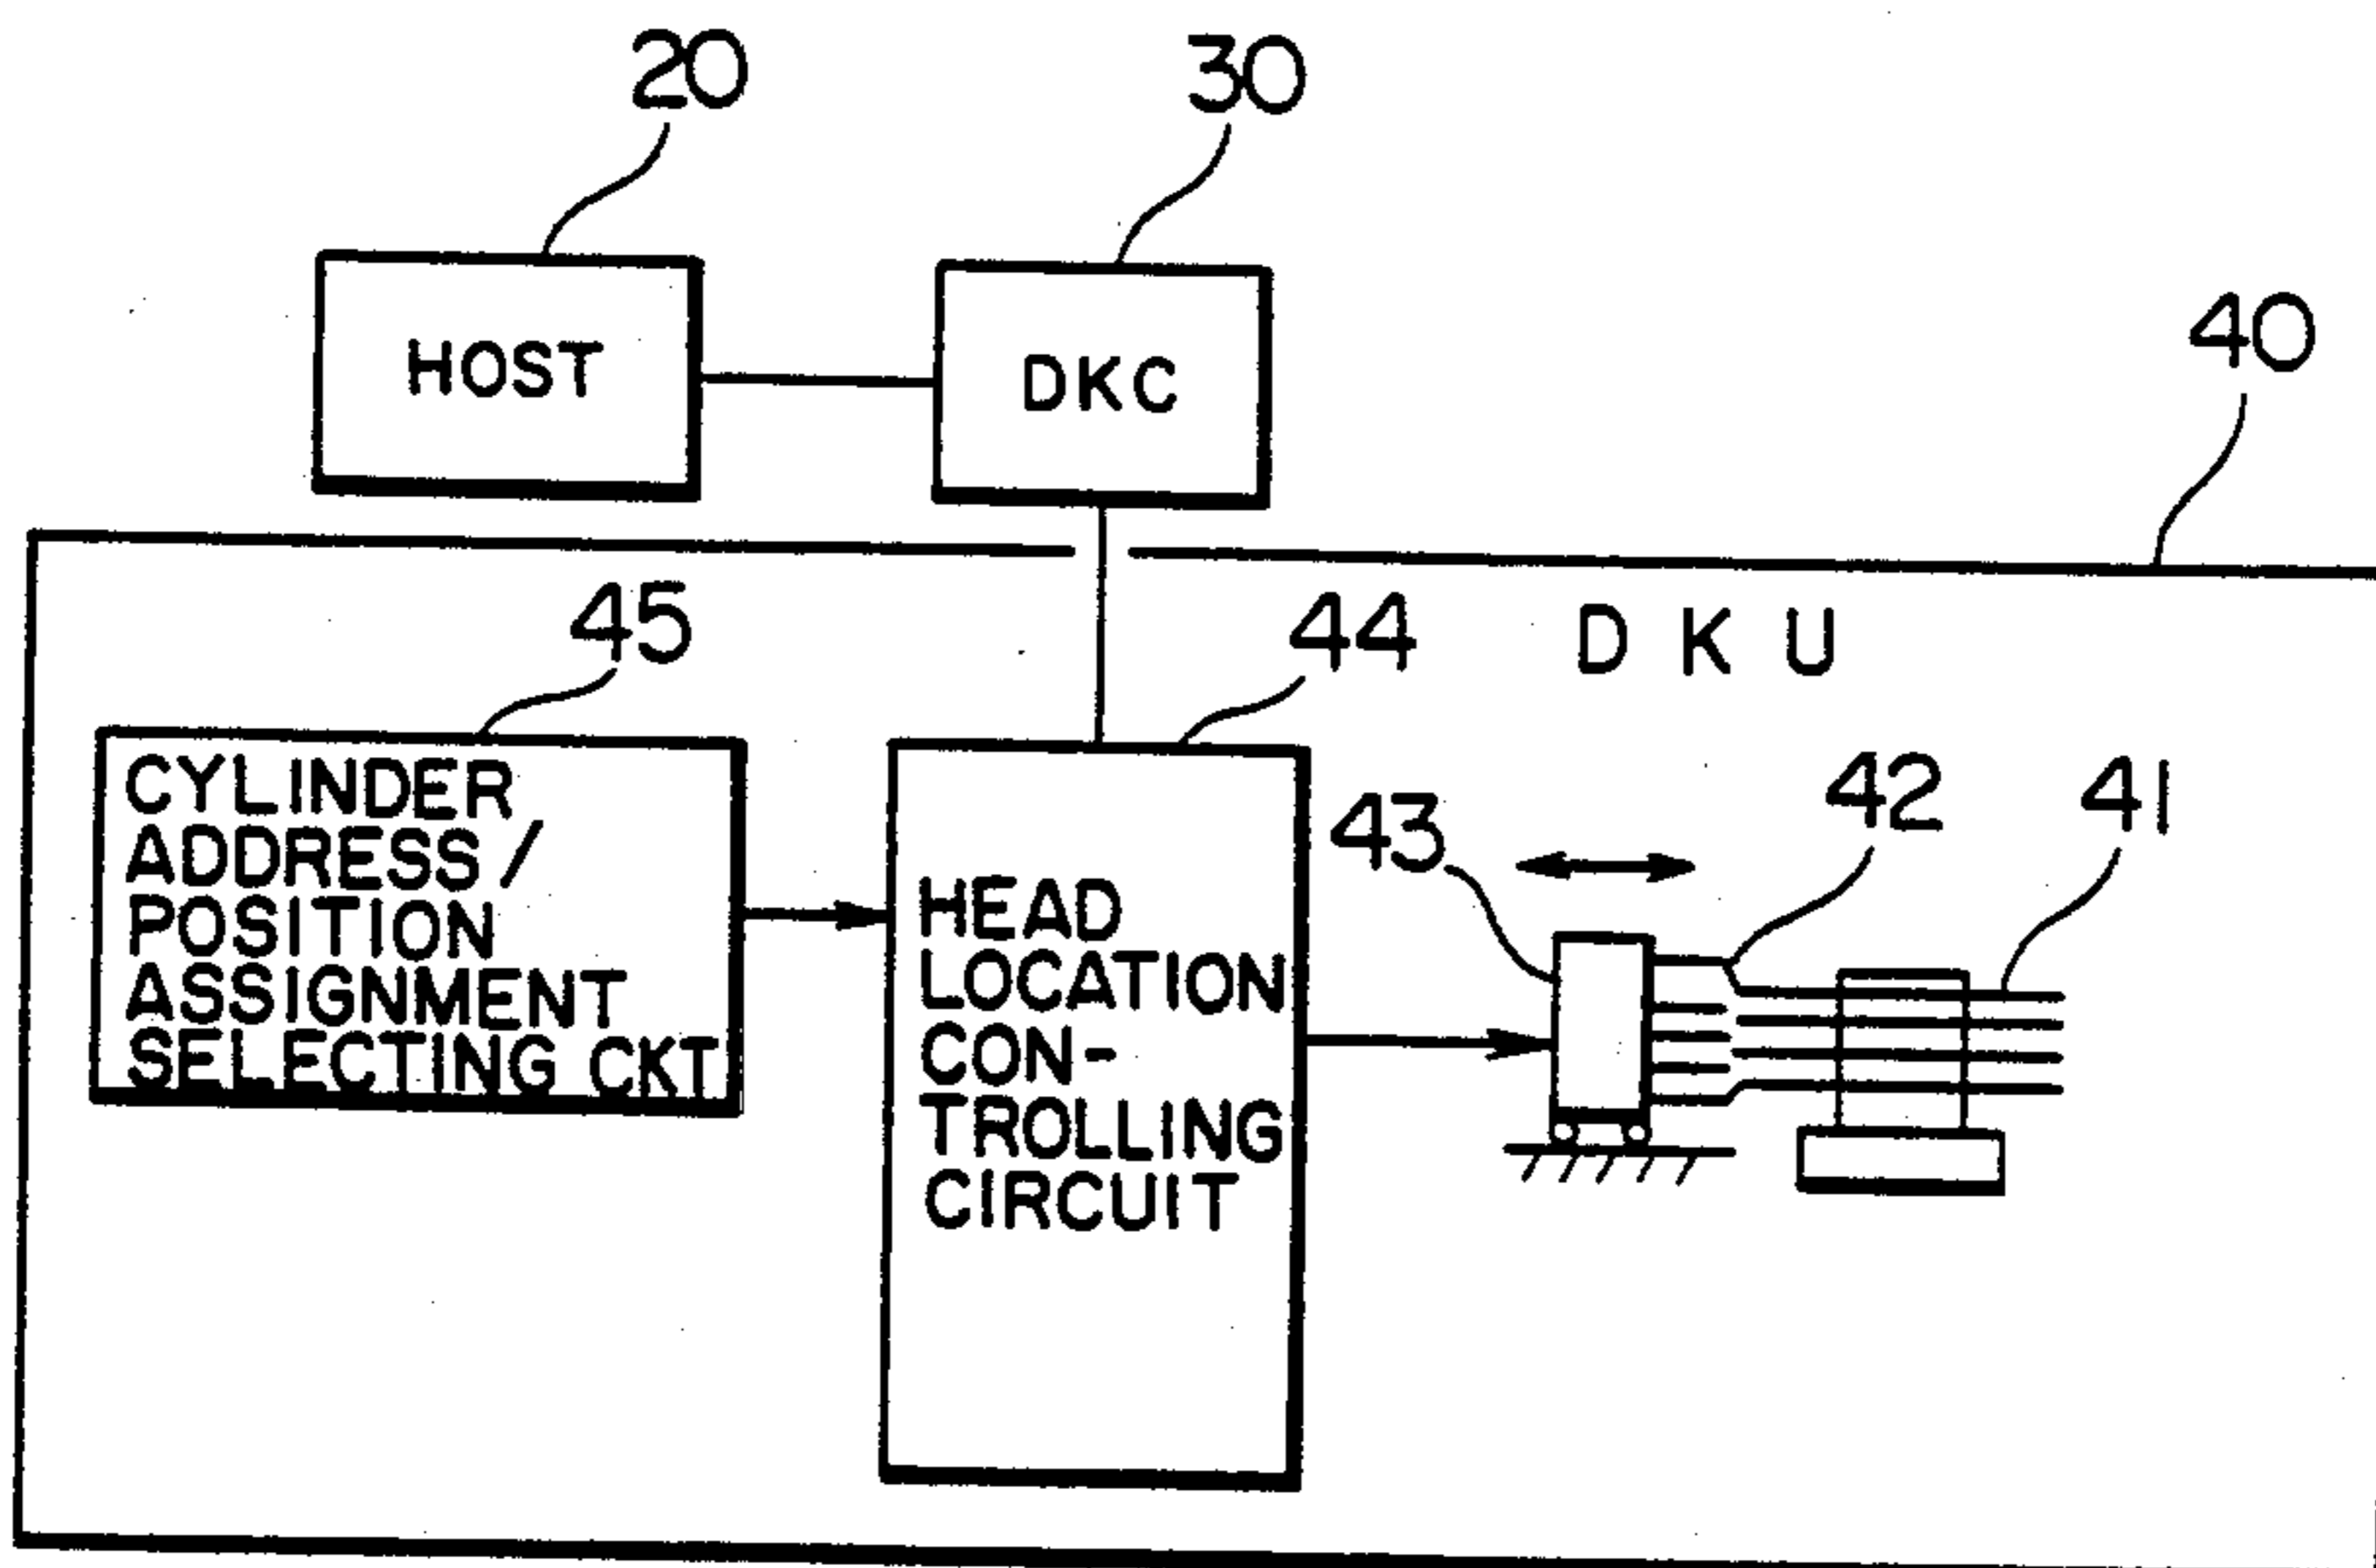 20
30
HOST
DKC
40
45
44
D K U
CYLINDER
ADDRESS/
POSITION
ASSIGNMENT
SELECTING CKT
HEAD
LOCATION
CON-
TROLLING
CIRCUIT
43
42
41